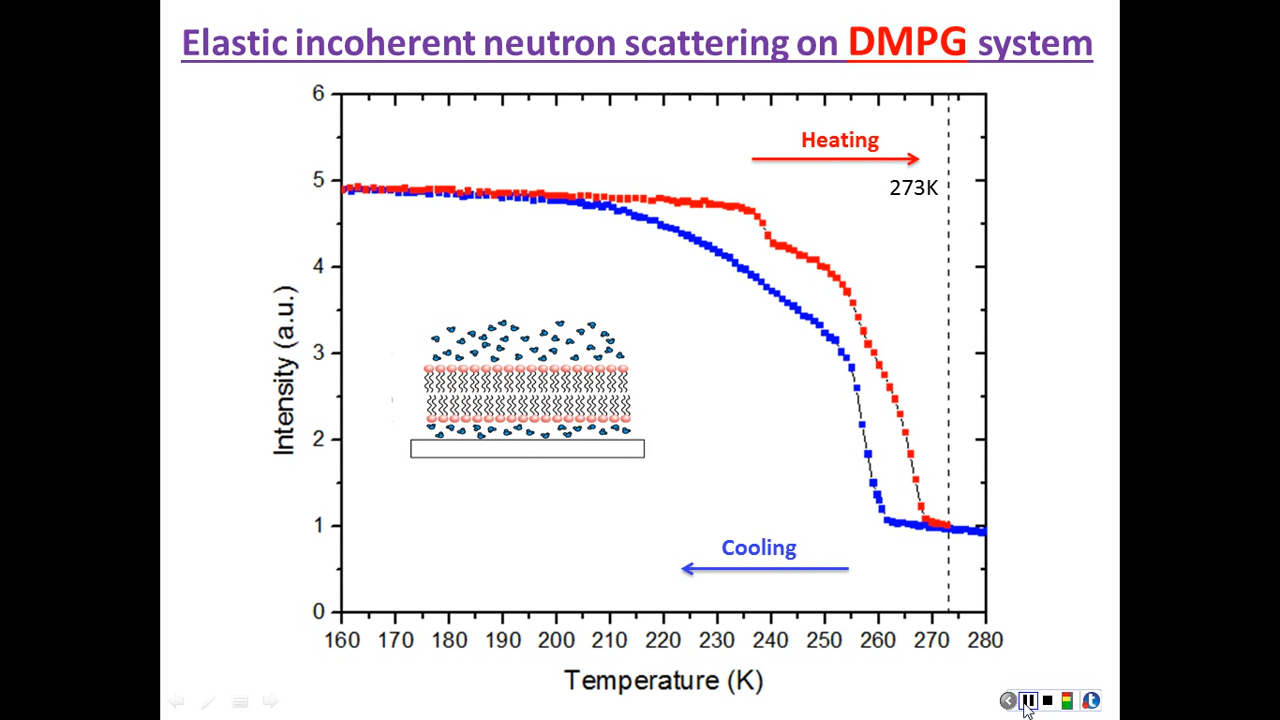 Elastic incoherent neutron scattering on DMPG system
6
Heating
5
273K
4
3
Intensity (a.u.)
2
1
Cooling
0
160 170 180 190 200 210 220 230 240 250 260 270 280
Temperature (K)